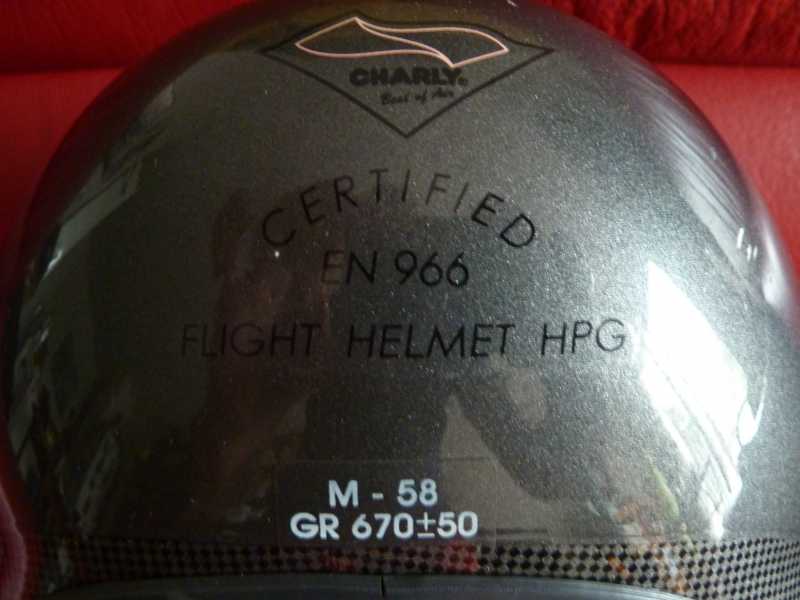 CHARLY®
Best of Air
CERTIFIED
EN 966
FLIGHT HELMET HPG
M - 58
GR 670±50